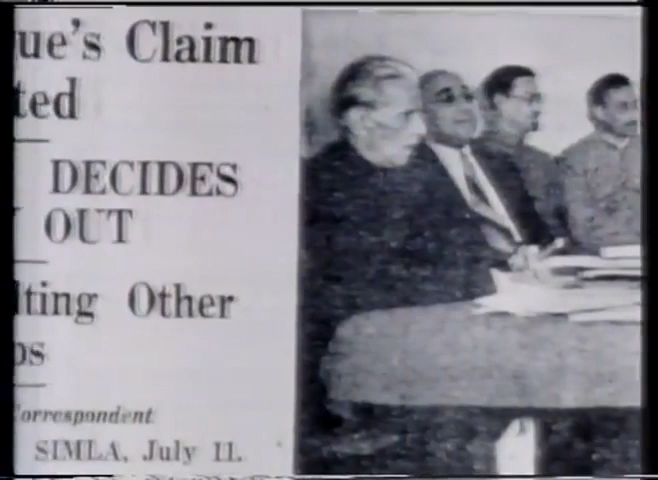 ue's Claim
ted
DECIDES
OUT
lting Other
ps
orrespondent
SIMLA, July 11.